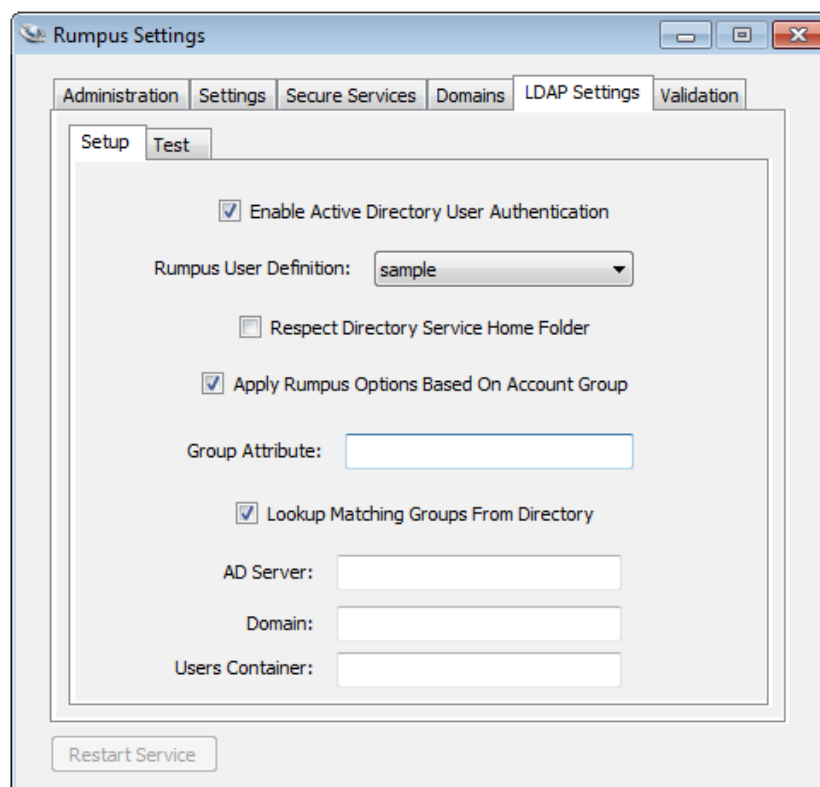 Rumpus Settings
Administration Settings Secure Services Domains LDAP Settings Validation
Setup Test
Enable Active Directory User Authentication
Rumpus User Definition: sample
Respect Directory Service Home Folder
Apply Rumpus Options Based On Account Group
Group Attribute:
Lookup Matching Groups From Directory
AD Server:
Domain:
Users Container:
Restart Service